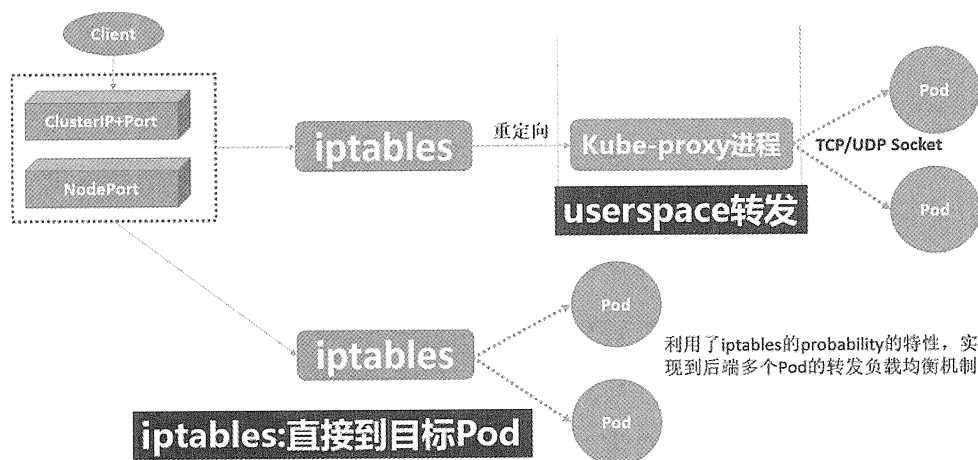 Client
ClusterIP+Port
NodePort
iptables
重定向
Kube-proxy进程
TCP/UDP Socket
Pod
Pod
userspace转发
iptables
Pod
Pod
利用了iptables的probability的特性，实
现到后端多个Pod的转发负载均衡机制
iptables:直接到目标Pod